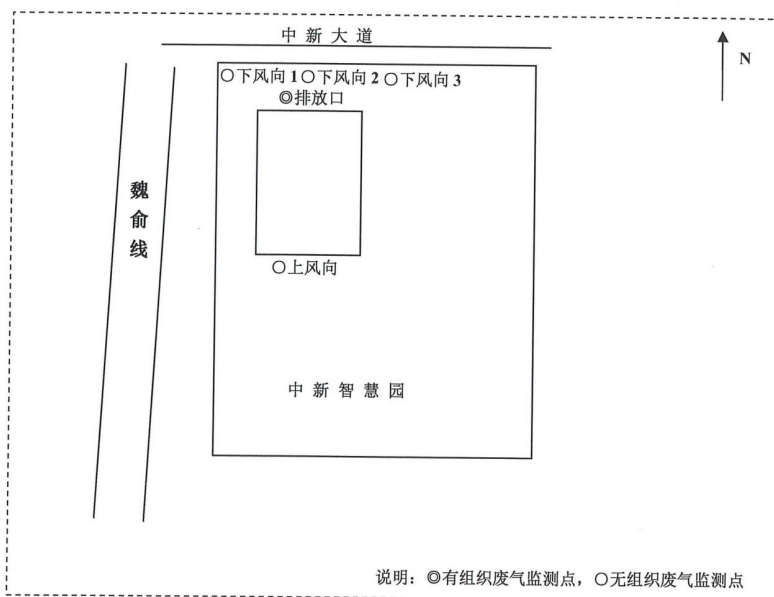 中新大道
N
○下风向1○下风向2○下风向3
◎排放口
魏俞线
○上风向
中新智慧园
说明：◎有组织废气监测点，○无组织废气监测点